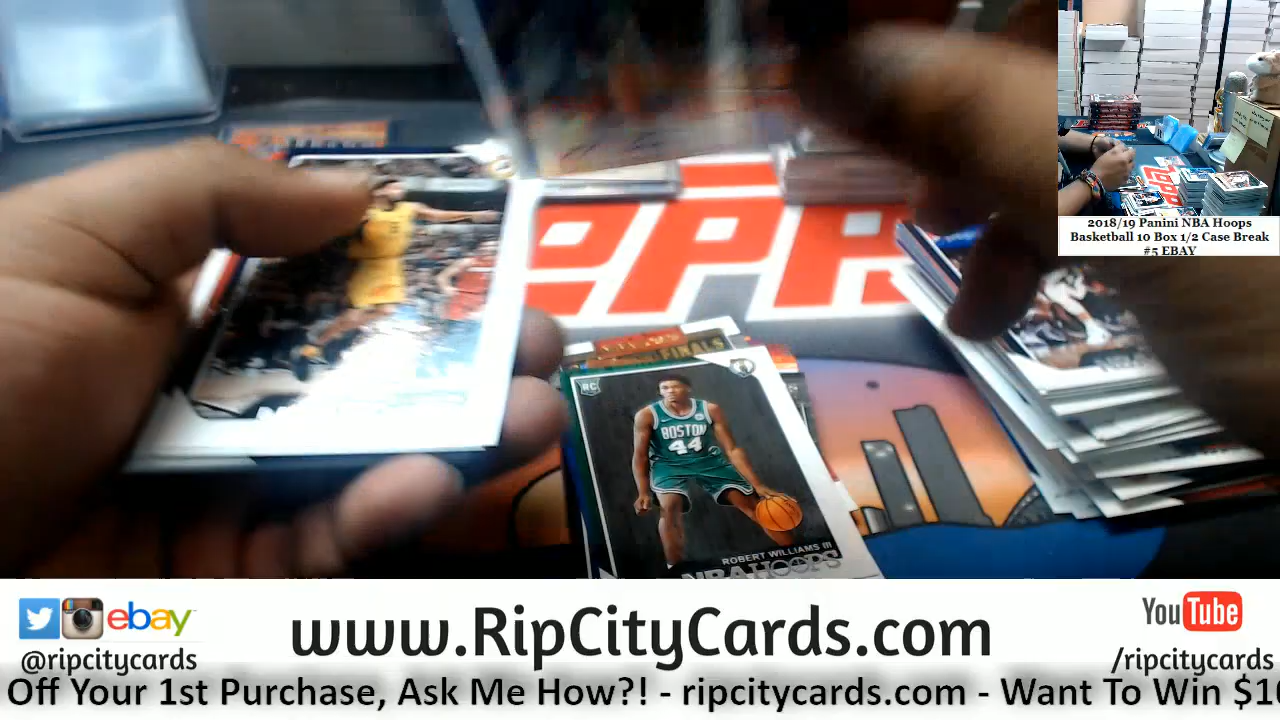 2018/19 Panini NBA Hoops
Basketball 10 Box 1/2 Case Break
#5 EBAY
FINALS
RC
BOSTON
44
ROBERT WILLIAMS III
NBA HOOPS
ebay
@ripcitycards
www.RipCityCards.com
YouTube
/ripcitycards
Off Your 1st Purchase, Ask Me How?! - ripcitycards.com - Want To Win $1